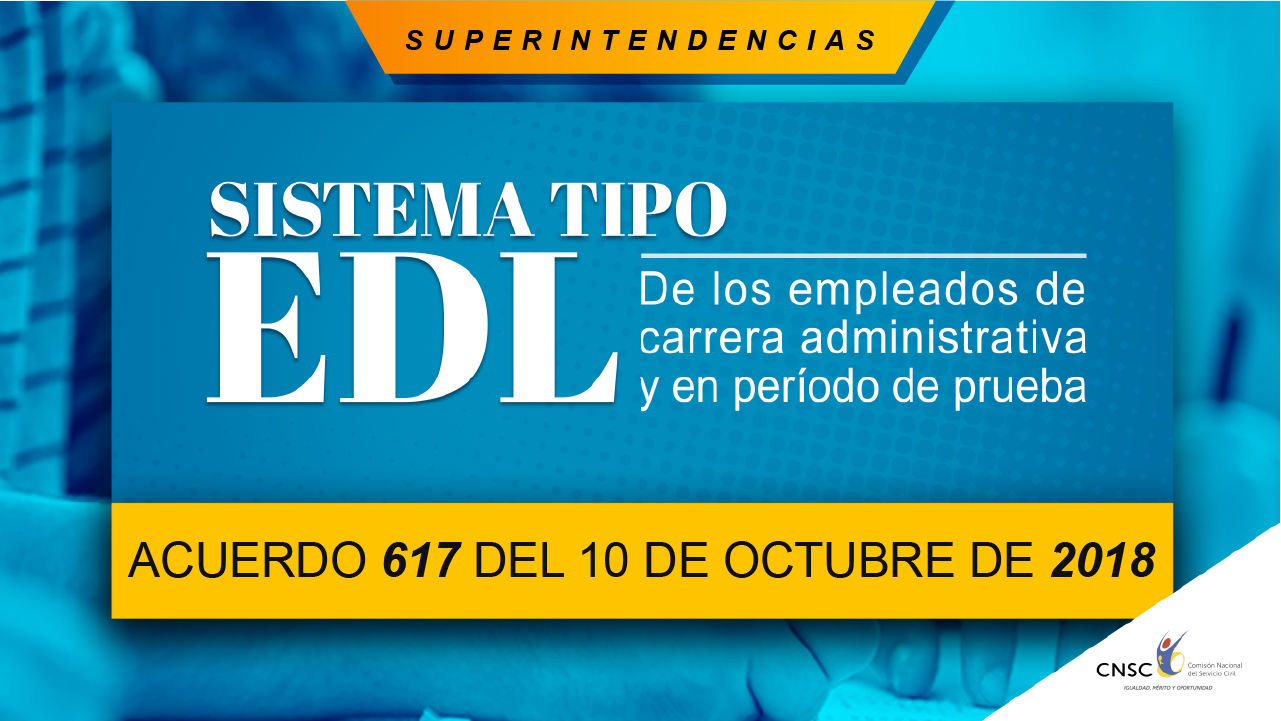 SUPERINTENDENCIAS
SISTEMA TIPO
EDL
De los empleados de
carrera administrativa
y en período de prueba
ACUERDO 617 DEL 10 DE OCTUBRE DE 2018
CNSC
Comisión Nacional
del Servicio Civil
IGUALDAD, MÉRITO Y OPORTUNIDAD